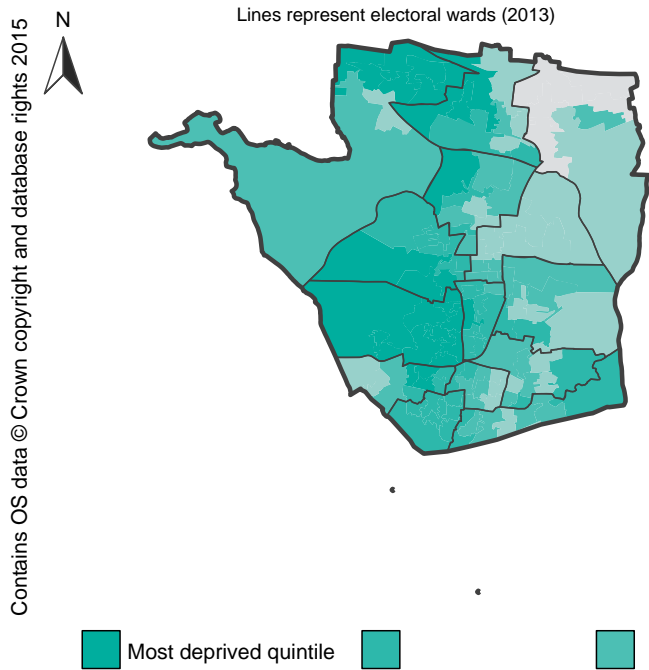 Lines represent electoral wards (2013)
N
Contains OS data © Crown copyright and database rights 2015
Most deprived quintile